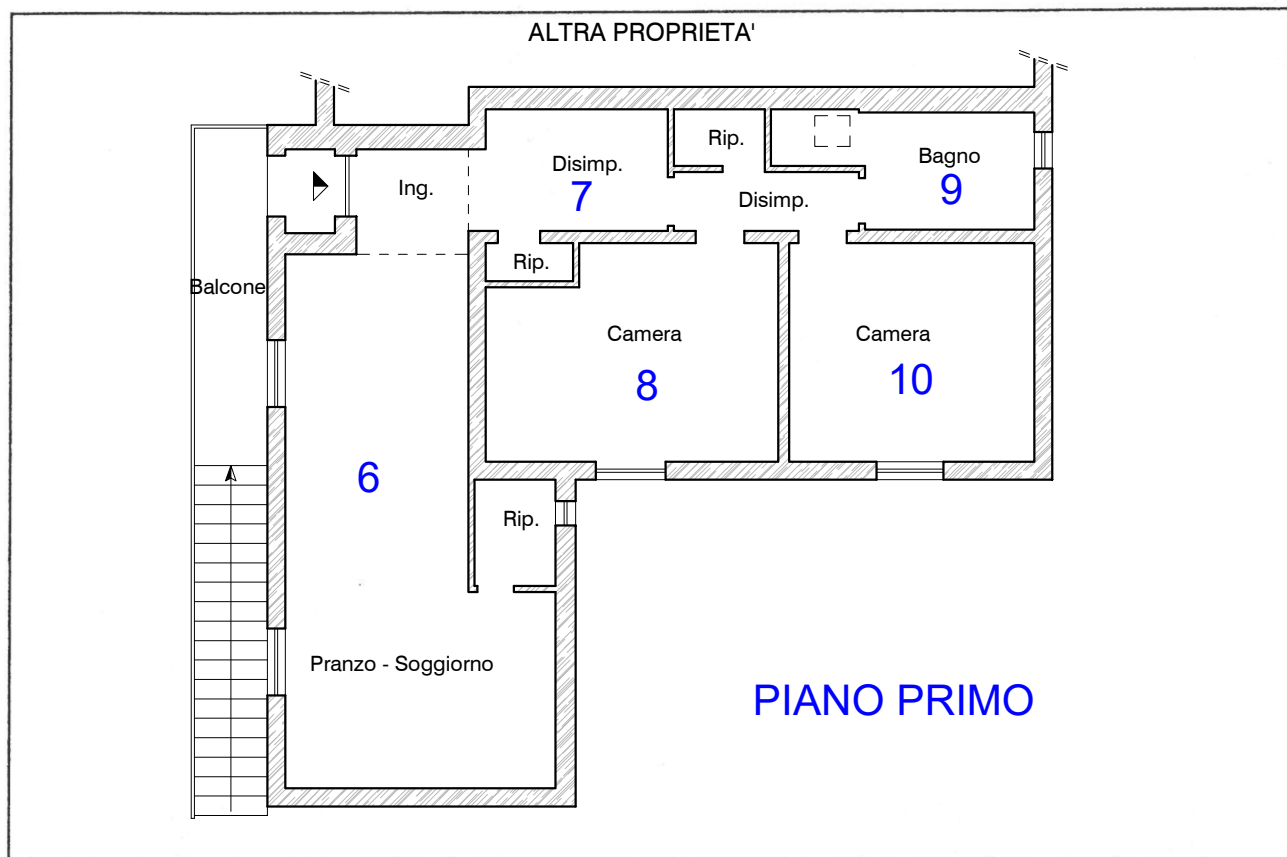 ALTRA PROPRIETA'
Rip.
Bagno
9
Disimp.
7
Ing.
Disimp.
Rip.
Balcone
Camera
8
Camera
10
6
Rip.
Pranzo - Soggiorno
PIANO PRIMO